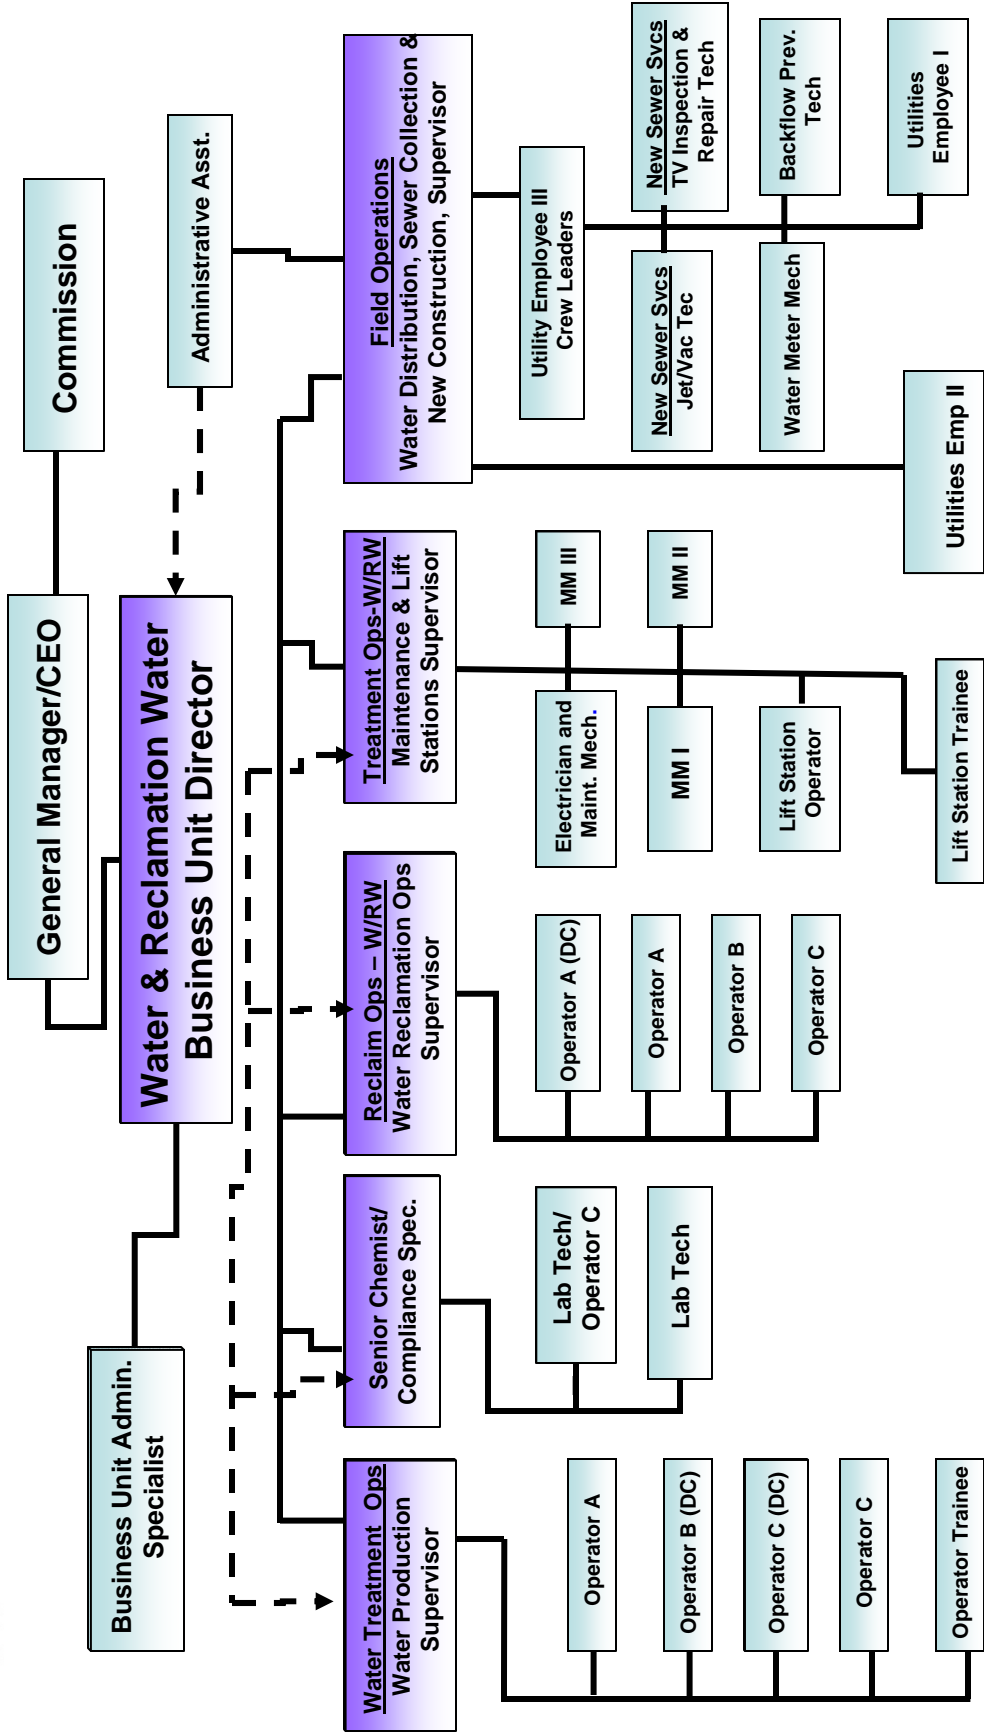 Commission
General Manager/CEO
Water & Reclamation Water
Business Unit Director
Business Unit Admin.
Specialist
Administrative Asst.
Water Treatment Ops
Water Production
Supervisor
Operator A
Operator B (DC)
Operator C (DC)
Operator C
Operator Trainee
Senior Chemist/
Compliance Spec.
Lab Tech/
Operator C
Lab Tech
Reclaim Ops – W/RW
Water Reclamation Ops
Supervisor
Operator A (DC)
Operator A
Operator B
Operator C
Treatment Ops-W/RW
Maintenance & Lift
Stations Supervisor
Electrician and
Maint. Mech.
MM III
MM I
MM II
Lift Station
Operator
Lift Station Trainee
Field Operations
Water Distribution, Sewer Collection &
New Construction, Supervisor
Utility Employee III
Crew Leaders
New Sewer Svcs
Jet/Vac Tec
New Sewer Svcs
TV Inspection &
Repair Tech
Water Meter Mech
Backflow Prev.
Tech
Utilities
Employee I
Utilities Emp II